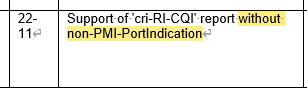 22-
11
Support of 'cri-RI-CQI' report without
non-PMI-PortIndication